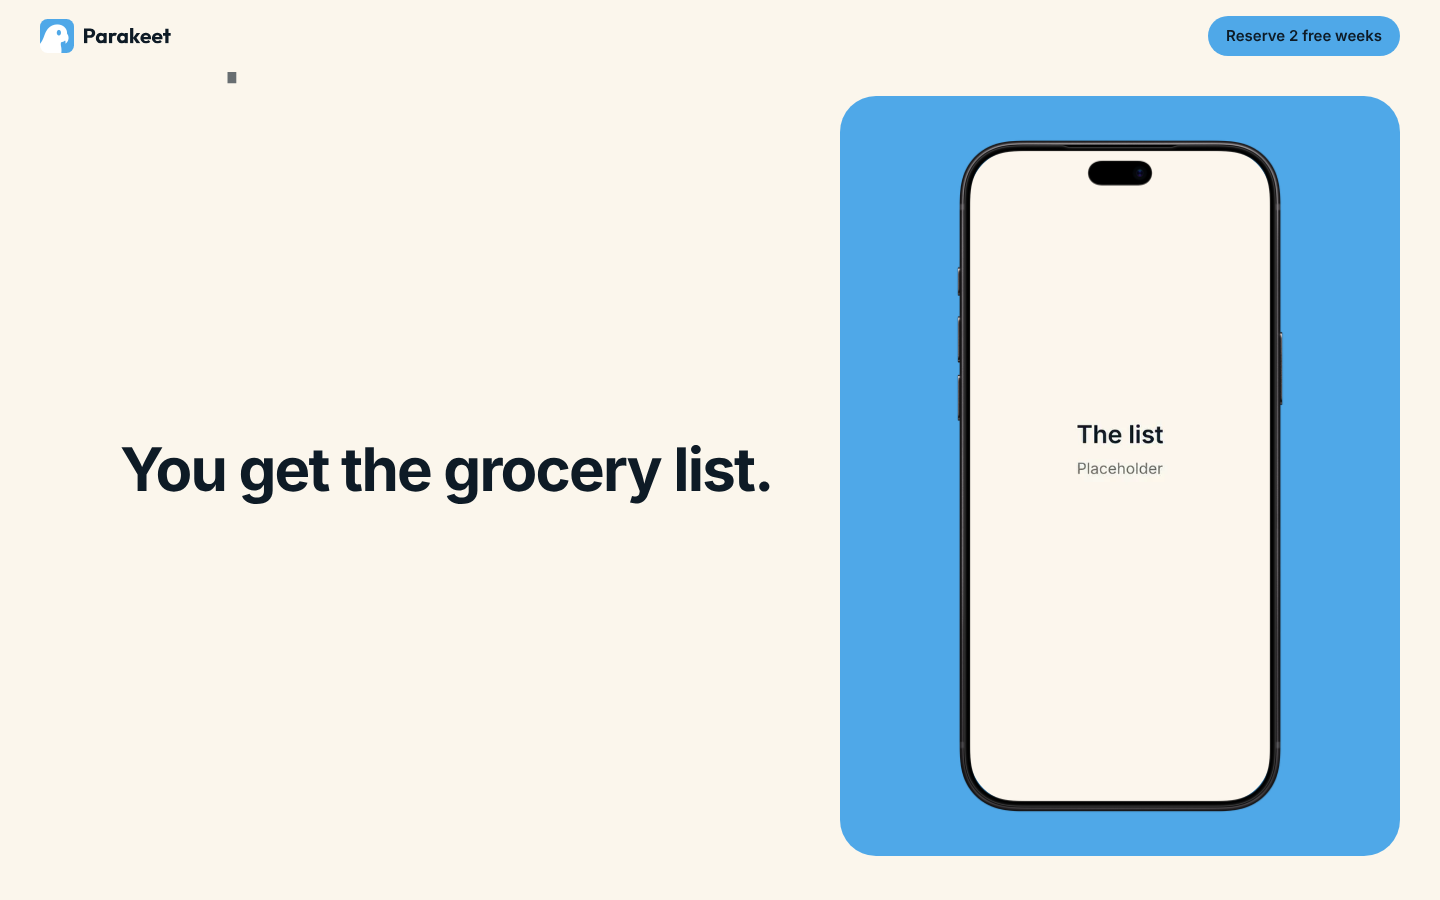 Parakeet
Reserve 2 free weeks
You get the grocery list.
The list
Placeholder